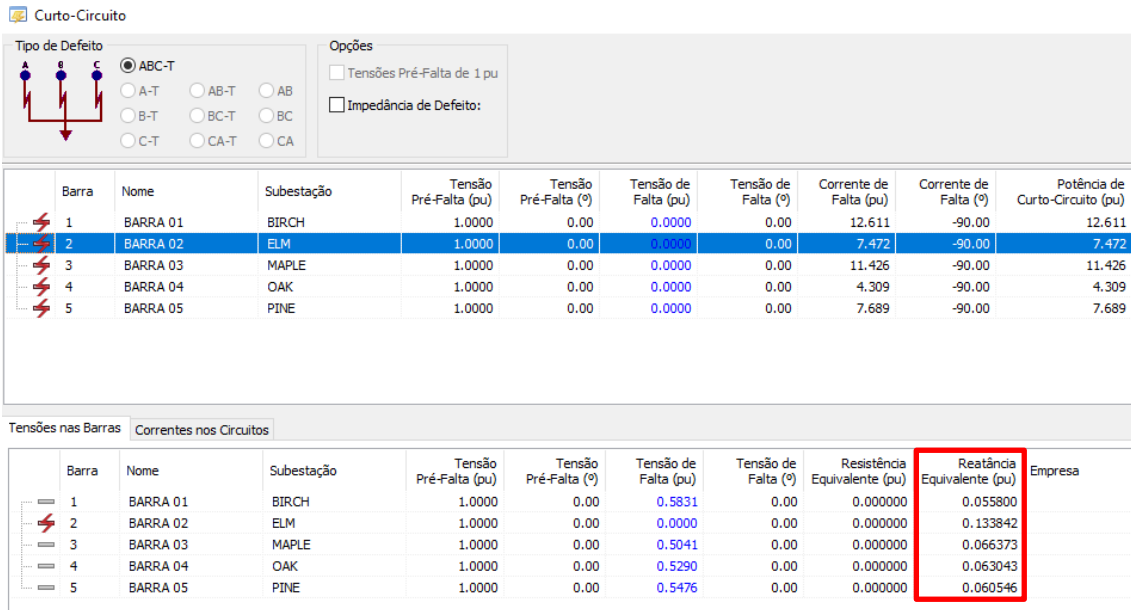 Curto-Circuito
Tipo de Defeito
A B C
ABC-T
A-T AB-T AB
B-T BC-T BC
C-T CA-T CA
Opções
Tensões Pré-Falta de 1 pu
Impedância de Defeito:
Barra Nome Subestação Tensão Pré-Falta (pu) Tensão Pré-Falta (º) Tensão de Falta (pu) Tensão de Falta (º) Corrente de Falta (pu) Corrente de Falta (º) Potência de Curto-Circuito (pu)
1 BARRA 01 BIRCH 1.0000 0.00 0.0000 0.00 12.611 -90.00 12.611
2 BARRA 02 ELM 1.0000 0.00 0.0000 0.00 7.472 -90.00 7.472
3 BARRA 03 MAPLE 1.0000 0.00 0.0000 0.00 11.426 -90.00 11.426
4 BARRA 04 OAK 1.0000 0.00 0.0000 0.00 4.309 -90.00 4.309
5 BARRA 05 PINE 1.0000 0.00 0.0000 0.00 7.689 -90.00 7.689
Tensões nas Barras Correntes nos Circuitos
Barra Nome Subestação Tensão Pré-Falta (pu) Tensão Pré-Falta (º) Tensão de Falta (pu) Tensão de Falta (º) Resistência Equivalente (pu) Reatância Equivalente (pu) Empresa
1 BARRA 01 BIRCH 1.0000 0.00 0.5831 0.00 0.000000 0.055800
2 BARRA 02 ELM 1.0000 0.00 0.0000 0.00 0.000000 0.133842
3 BARRA 03 MAPLE 1.0000 0.00 0.5041 0.00 0.000000 0.066373
4 BARRA 04 OAK 1.0000 0.00 0.5290 0.00 0.000000 0.063043
5 BARRA 05 PINE 1.0000 0.00 0.5476 0.00 0.000000 0.060546